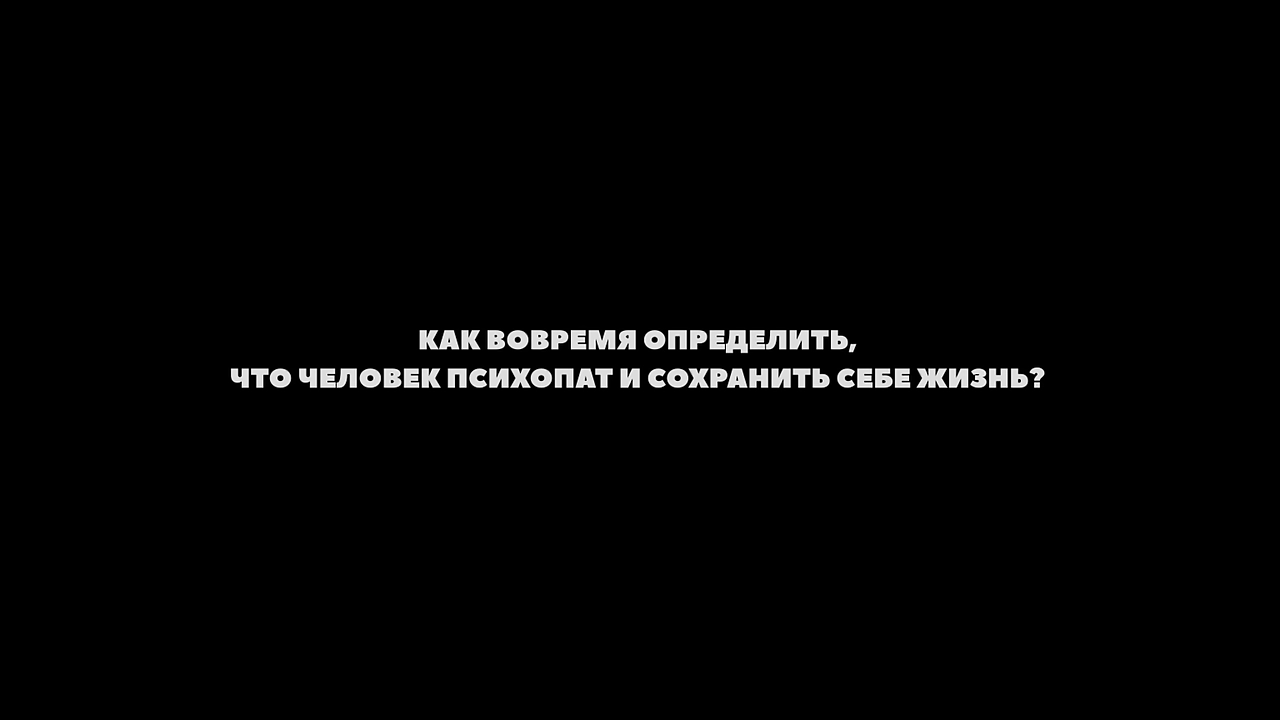 КАК ВОВРЕМЯ ОПРЕДЕЛИТЬ,
ЧТО ЧЕЛОВЕК ПСИХОПАТ И СОХРАНИТЬ СЕБЕ ЖИЗНЬ?